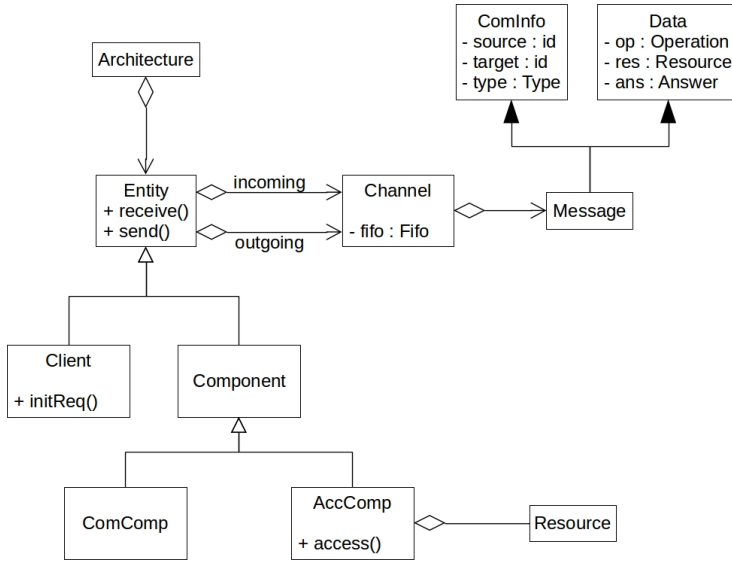 ComInfo
- source : id
- target : id
- type : Type
Data
- op : Operation
- res : Resource
- ans : Answer
Architecture
Entity
+ receive()
+ send()
incoming
outgoing
Channel
- fifo : Fifo
Message
Client
+ initReq()
Component
ComComp
AccComp
+ access()
Resource